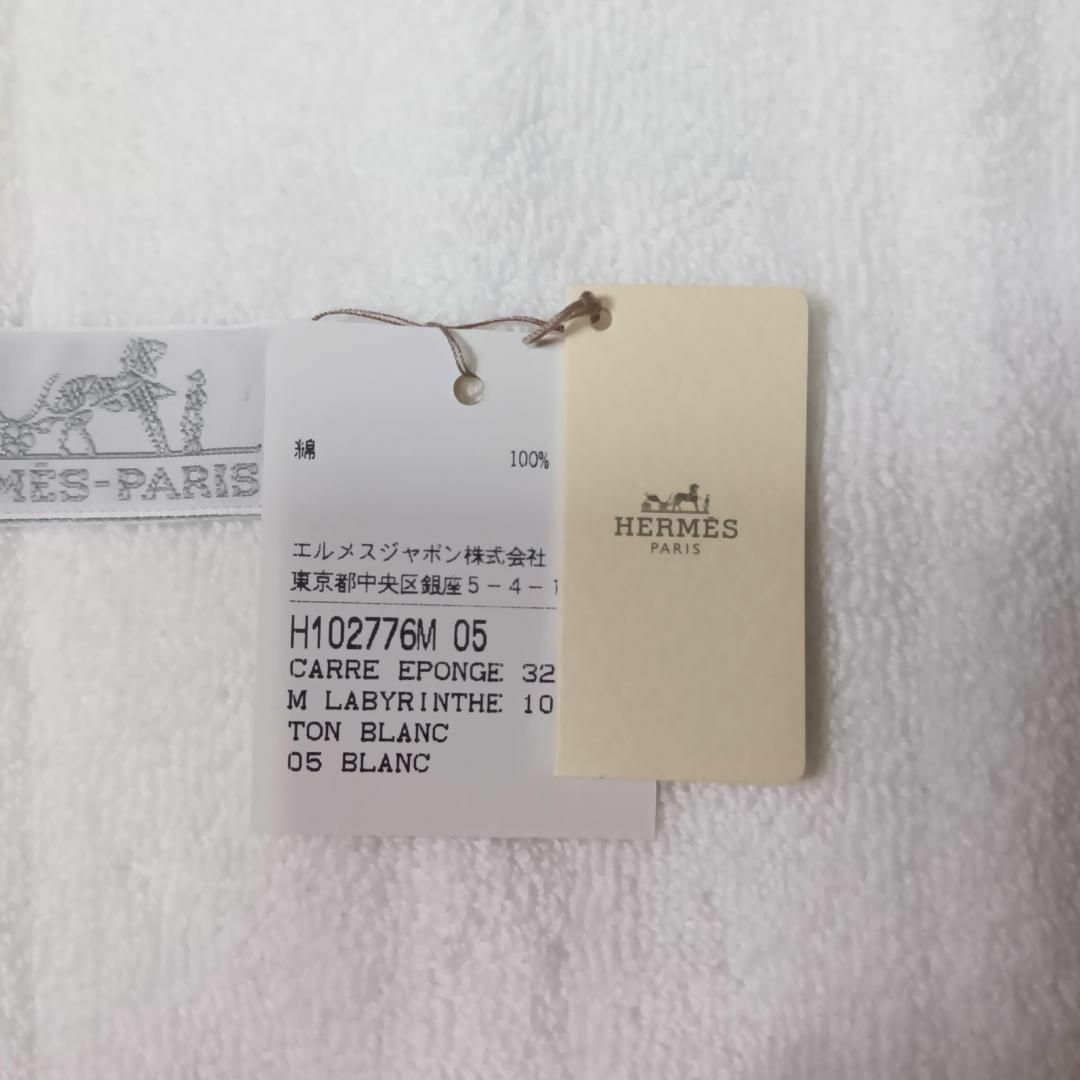 MĒS-PARIS
綿 100%
エルメスジャポン株式会社
東京都中央区銀座5-4-1
H102776M 05
CARRE EPONGE 32
M LABYRINTHE 10
TON BLANC
05 BLANC
HERMÈS
PARIS